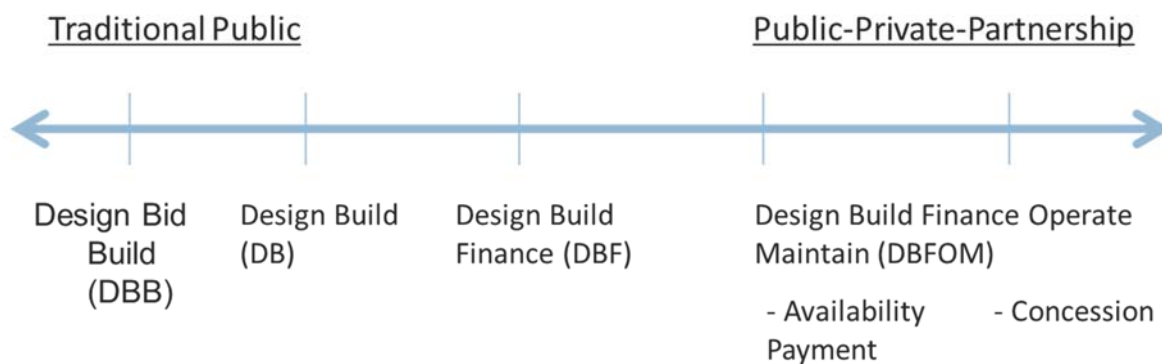 Traditional Public
Public-Private-Partnership
Design Bid
Build
(DBB)
Design Build
(DB)
Design Build
Finance (DBF)
Design Build Finance Operate
Maintain (DBFOM)
- Availability
Payment
- Concession